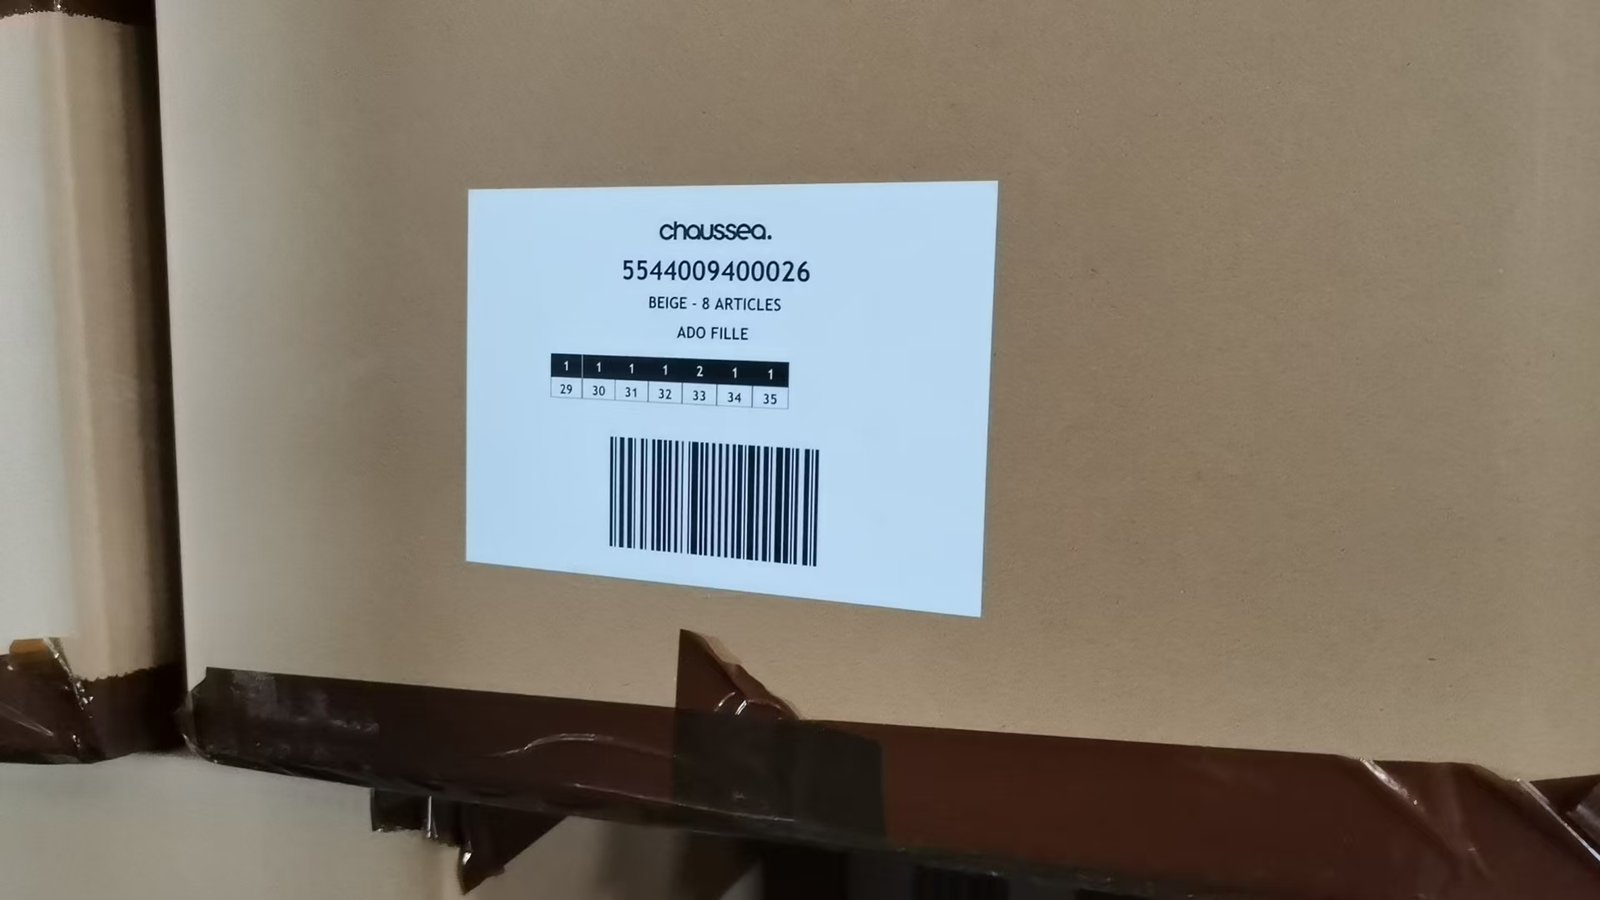 chaussea.
5544009400026
BEIGE - 8 ARTICLES
ADO FILLE
1 1 1 1 2 1 1
29 30 31 32 33 34 35